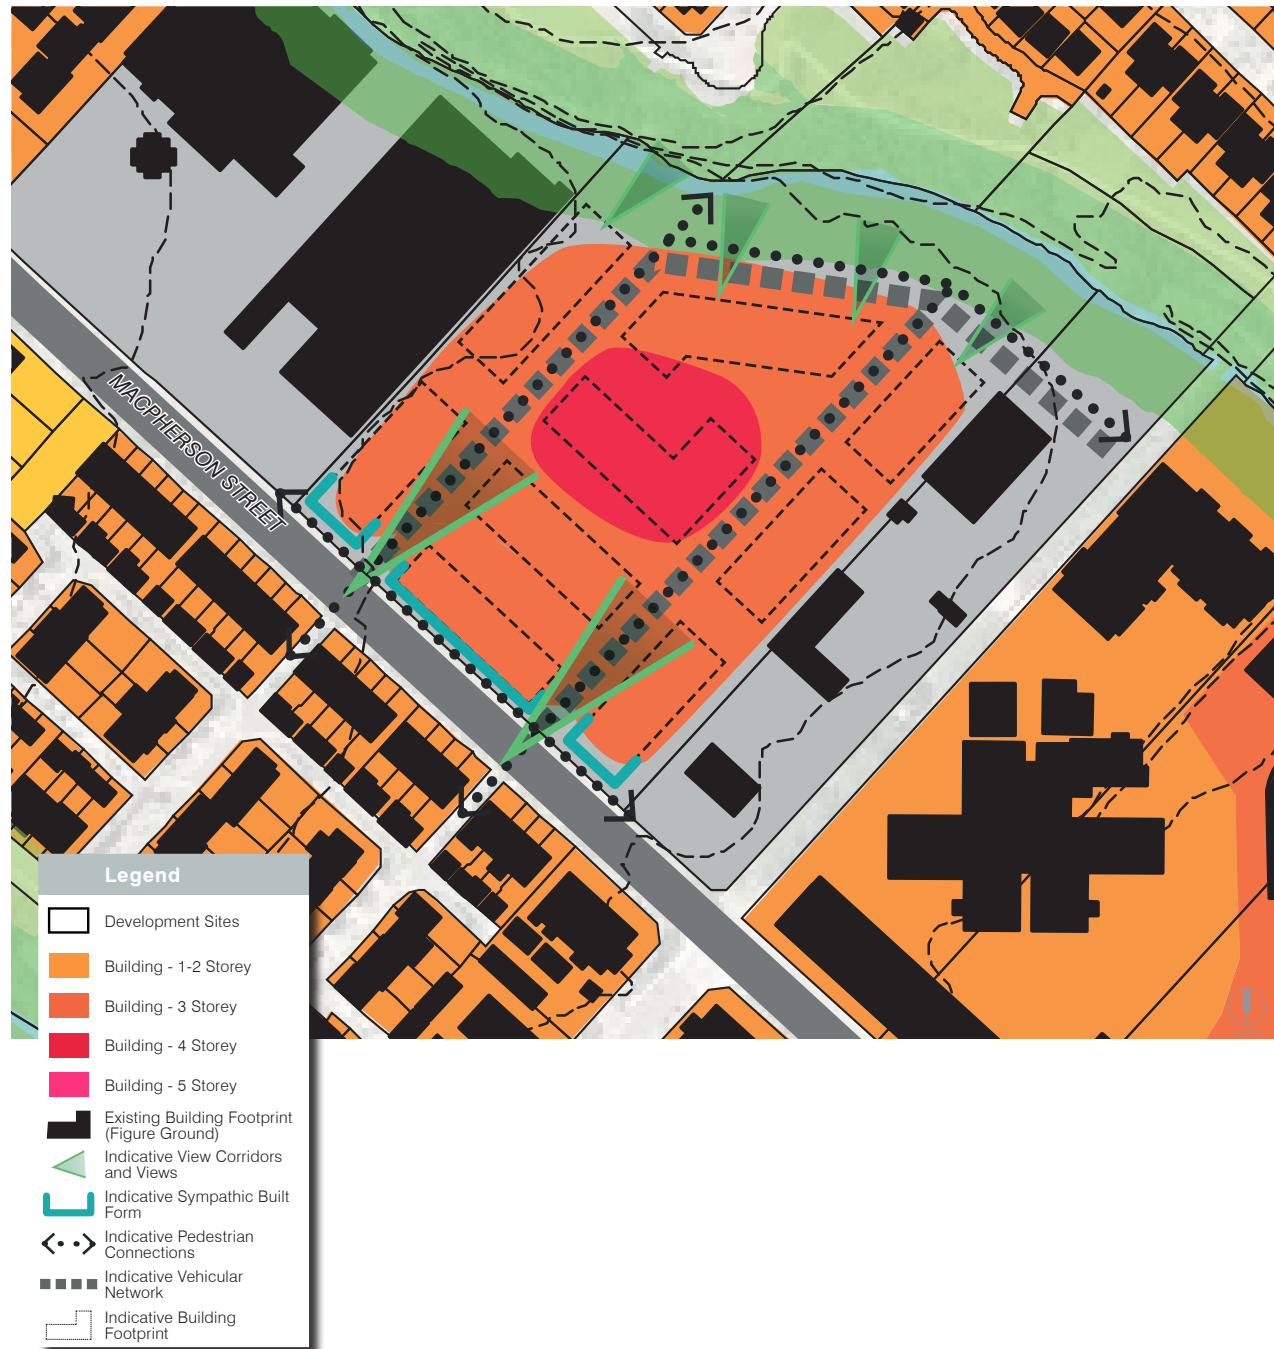 MACPHERSON STREET
Legend
Development Sites
Building - 1-2 Storey
Building - 3 Storey
Building - 4 Storey
Building - 5 Storey
Existing Building Footprint
(Figure Ground)
Indicative View Corridors
and Views
Indicative Sympathic Built
Form
Indicative Pedestrian
Connections
Indicative Vehicular
Network
Indicative Building
Footprint